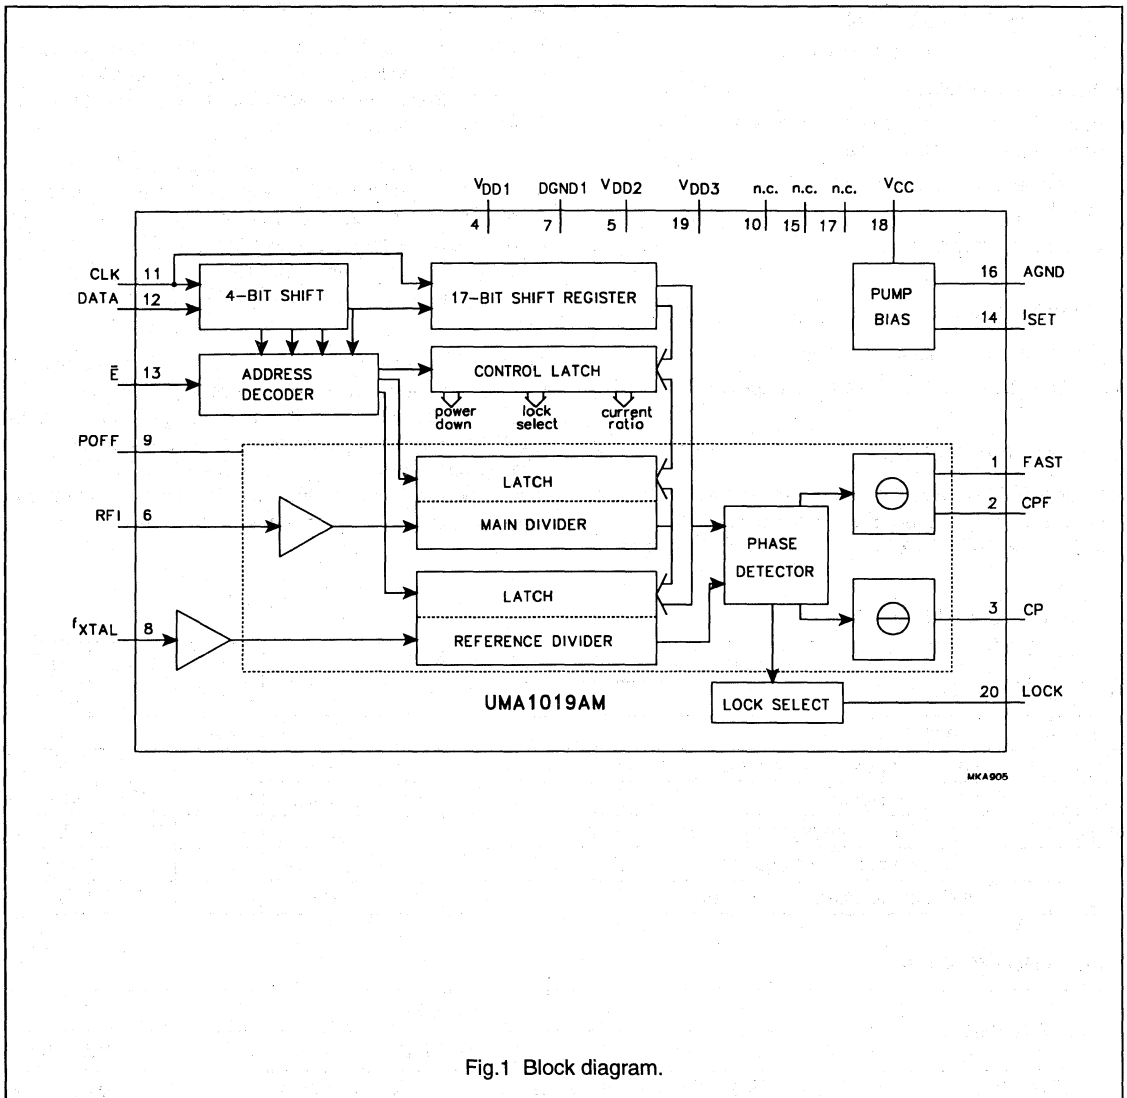 VDD1 DGND1 VDD2 VDD3 n.c. n.c. n.c. VCC
4 7 5 19 10 15 17 18
CLK 11
DATA 12
4-BIT SHIFT
17-BIT SHIFT REGISTER
PUMP
BIAS
16 AGND
14 ISET
Ē 13
ADDRESS
DECODER
CONTROL LATCH
power
down
lock
select
current
ratio
POFF 9
LATCH
MAIN DIVIDER
RFI 6
1 FAST
2 CPF
PHASE
DETECTOR
LATCH
REFERENCE DIVIDER
fXTAL 8
3 CP
LOCK SELECT
20 LOCK
UMA1019AM
MKA905
Fig.1 Block diagram.